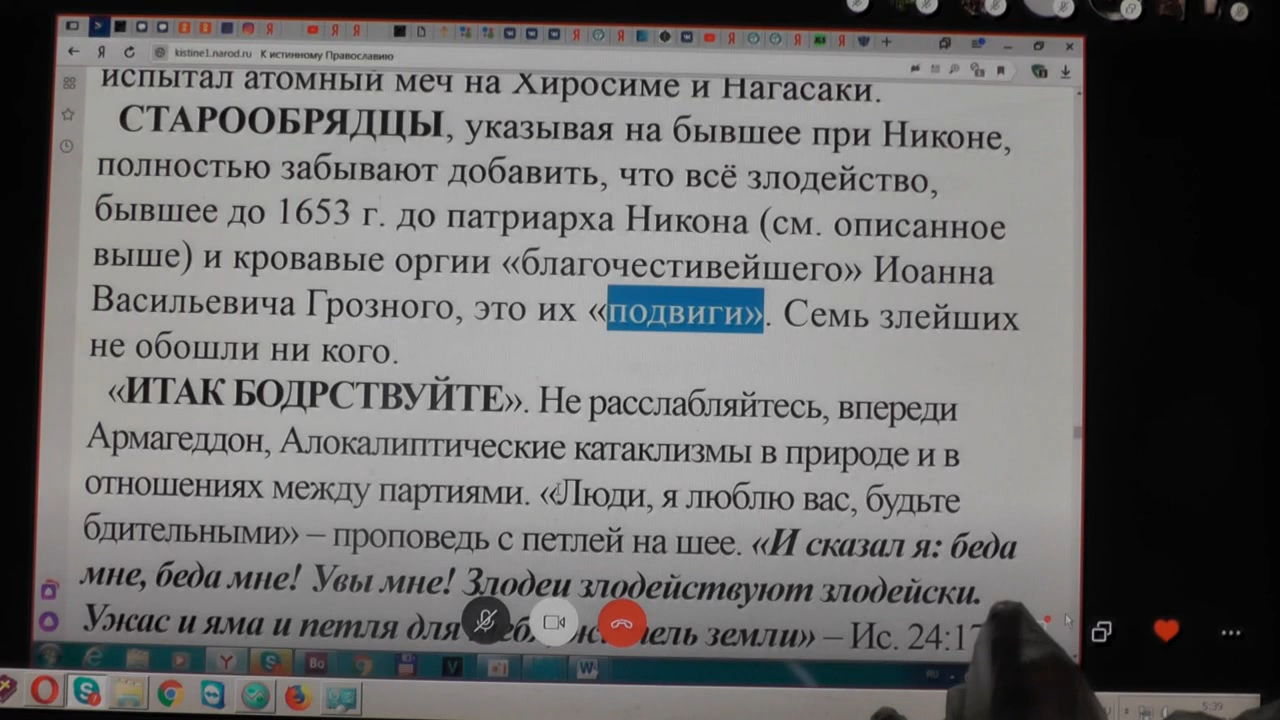 kistine1.narod.ru К истинному Православию
испытал атомный меч на Хиросиме и Нагасаки.
СТАРООБРЯДЦЫ, указывая на бывшее при Никоне,
полностью забывают добавить, что всё злодейство,
бывшее до 1653 г. до патриарха Никона (см. описанное
выше) и кровавые оргии «благочестивейшего» Иоанна
Васильевича Грозного, это их «подвиги». Семь злейших
не обошли ни кого.
«ИТАК БОДРСТВУЙТЕ». Не расслабляйтесь, впереди
Армагеддон, Алокалиптические катаклизмы в природе и в
отношениях между партиями. «Люди, я люблю вас, будьте
бдительными» – проповедь с петлей на шее. «И сказал я: беда
мне, беда мне! Увы мне! Злодеи злодействуют злодейски.
Ужас и яма и петля для земли» – Ис. 24:17
RU
5:39